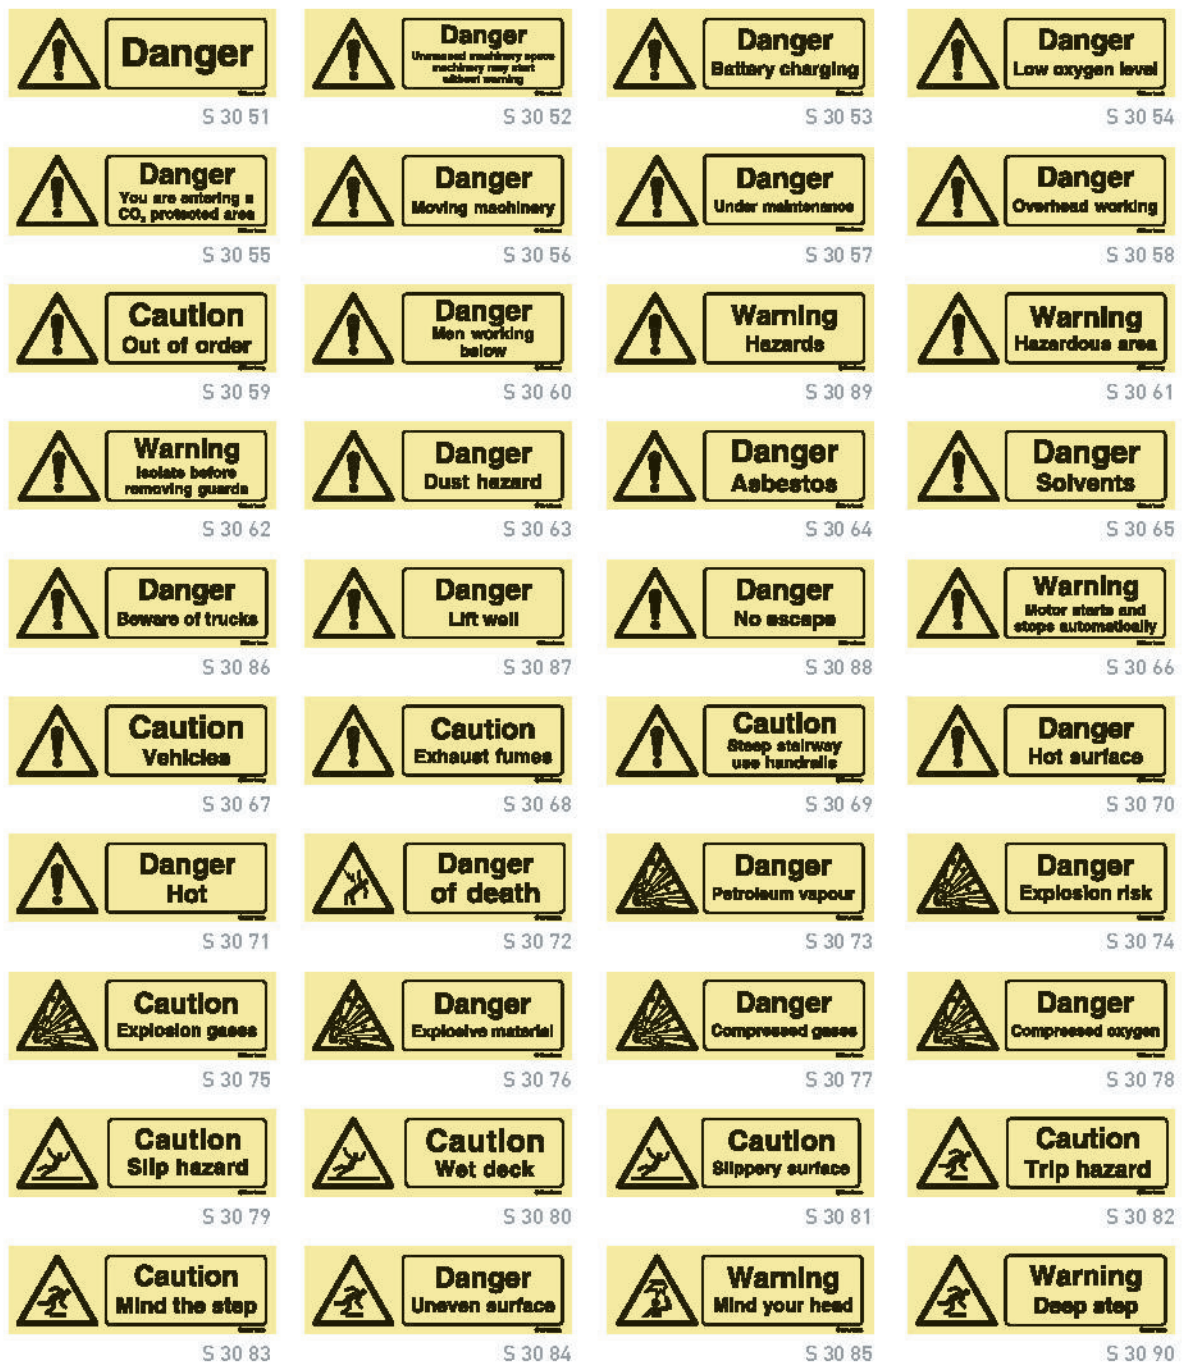 Danger
S 30 51
Danger
Unmanned machinery space
machinery may start
without warning
S 30 52
Danger
Battery charging
S 30 53
Danger
Low oxygen level
S 30 54
Danger
You are entering a
CO₂ protected area
S 30 55
Danger
Moving machinery
S 30 56
Danger
Under maintenance
S 30 57
Danger
Overhead working
S 30 58
Caution
Out of order
S 30 59
Danger
Men working
below
S 30 60
Warning
Hazards
S 30 89
Warning
Hazardous area
S 30 61
Warning
Isolate before
removing guards
S 30 62
Danger
Dust hazard
S 30 63
Danger
Asbestos
S 30 64
Danger
Solvents
S 30 65
Danger
Beware of trucks
S 30 86
Danger
Lift well
S 30 87
Danger
No escape
S 30 88
Warning
Motor starts and
stops automatically
S 30 66
Caution
Vehicles
S 30 67
Caution
Exhaust fumes
S 30 68
Caution
Steep stairway
use handrails
S 30 69
Danger
Hot surface
S 30 70
Danger
Hot
S 30 71
Danger
of death
S 30 72
Danger
Petroleum vapour
S 30 73
Danger
Explosion risk
S 30 74
Caution
Explosion gases
S 30 75
Danger
Explosive material
S 30 76
Danger
Compressed gases
S 30 77
Danger
Compressed oxygen
S 30 78
Caution
Slip hazard
S 30 79
Caution
Wet deck
S 30 80
Caution
Slippery surface
S 30 81
Caution
Trip hazard
S 30 82
Caution
Mind the step
S 30 83
Danger
Uneven surface
S 30 84
Warning
Mind your head
S 30 85
Warning
Deep step
S 30 90